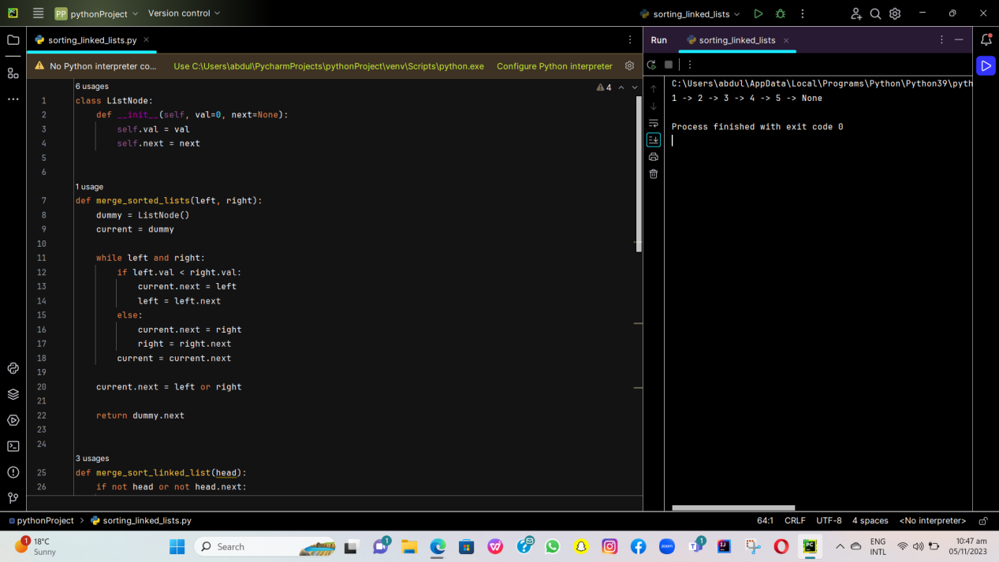 PP pythonProject Version control sorting_linked_lists
sorting_linked_lists.py
Run sorting_linked_lists
No Python interpreter co... Use C:\Users\abdul\PycharmProjects\pythonProject\venv\Scripts\python.exe Configure Python interpreter
6 usages
4
1 class ListNode:
2 def __init__(self, val=0, next=None):
3 self.val = val
4 self.next = next
5
6
1 usage
7 def merge_sorted_lists(left, right):
8 dummy = ListNode()
9 current = dummy
10
11 while left and right:
12 if left.val < right.val:
13 current.next = left
14 left = left.next
15 else:
16 current.next = right
17 right = right.next
18 current = current.next
19
20 current.next = left or right
21
22 return dummy.next
23
24
3 usages
25 def merge_sort_linked_list(head):
26 if not head or not head.next:
C:\Users\abdul\AppData\Local\Programs\Python\Python39\pyth
1 -> 2 -> 3 -> 4 -> 5 -> None
Process finished with exit code 0
pythonProject > sorting_linked_lists.py
64:1 CRLF UTF-8 4 spaces <No interpreter>
1
18°C
Sunny
Search
1
zoom
1
ENG
INTL
10:47 am
05/11/2023